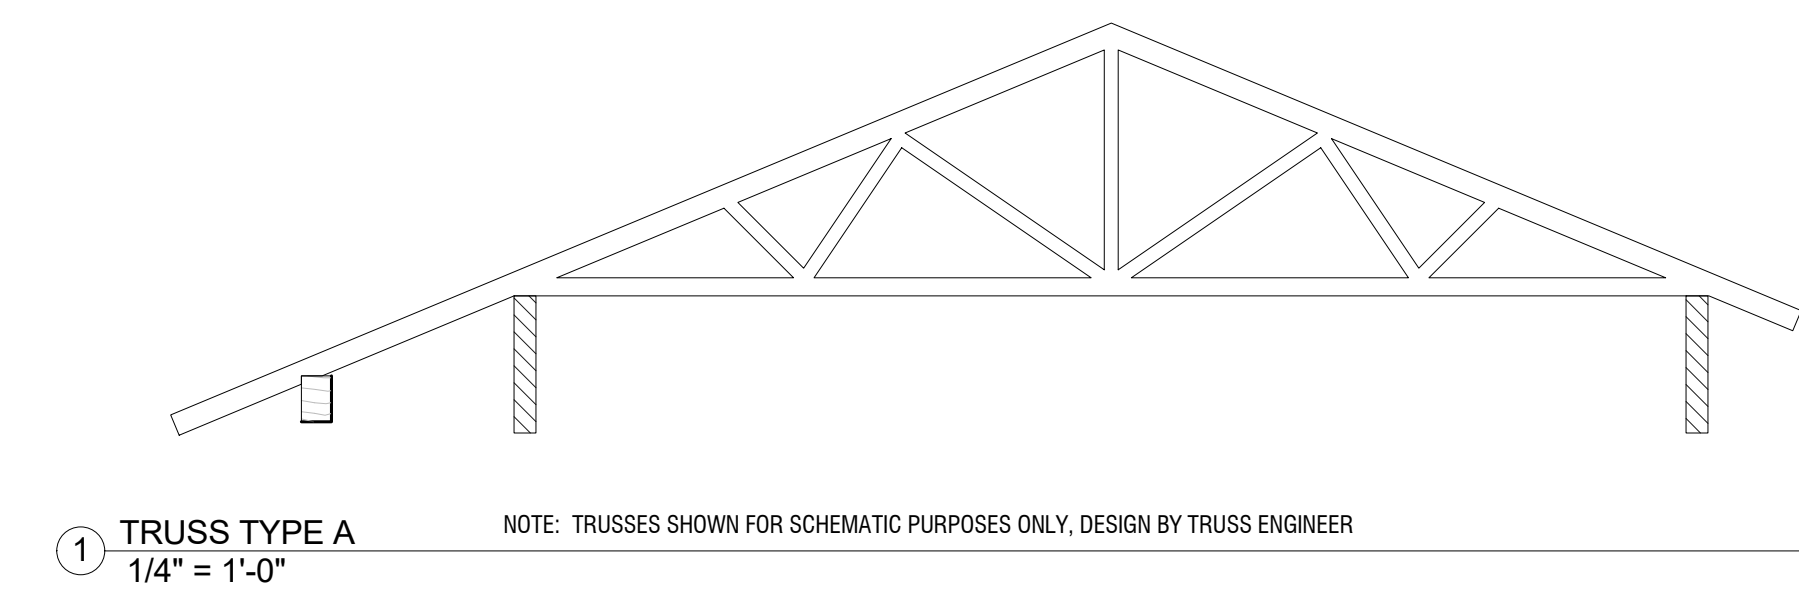 TRUSS TYPE A
NOTE: TRUSSES SHOWN FOR SCHEMATIC PURPOSES ONLY, DESIGN BY TRUSS ENGINEER
1
1/4" = 1'-0"